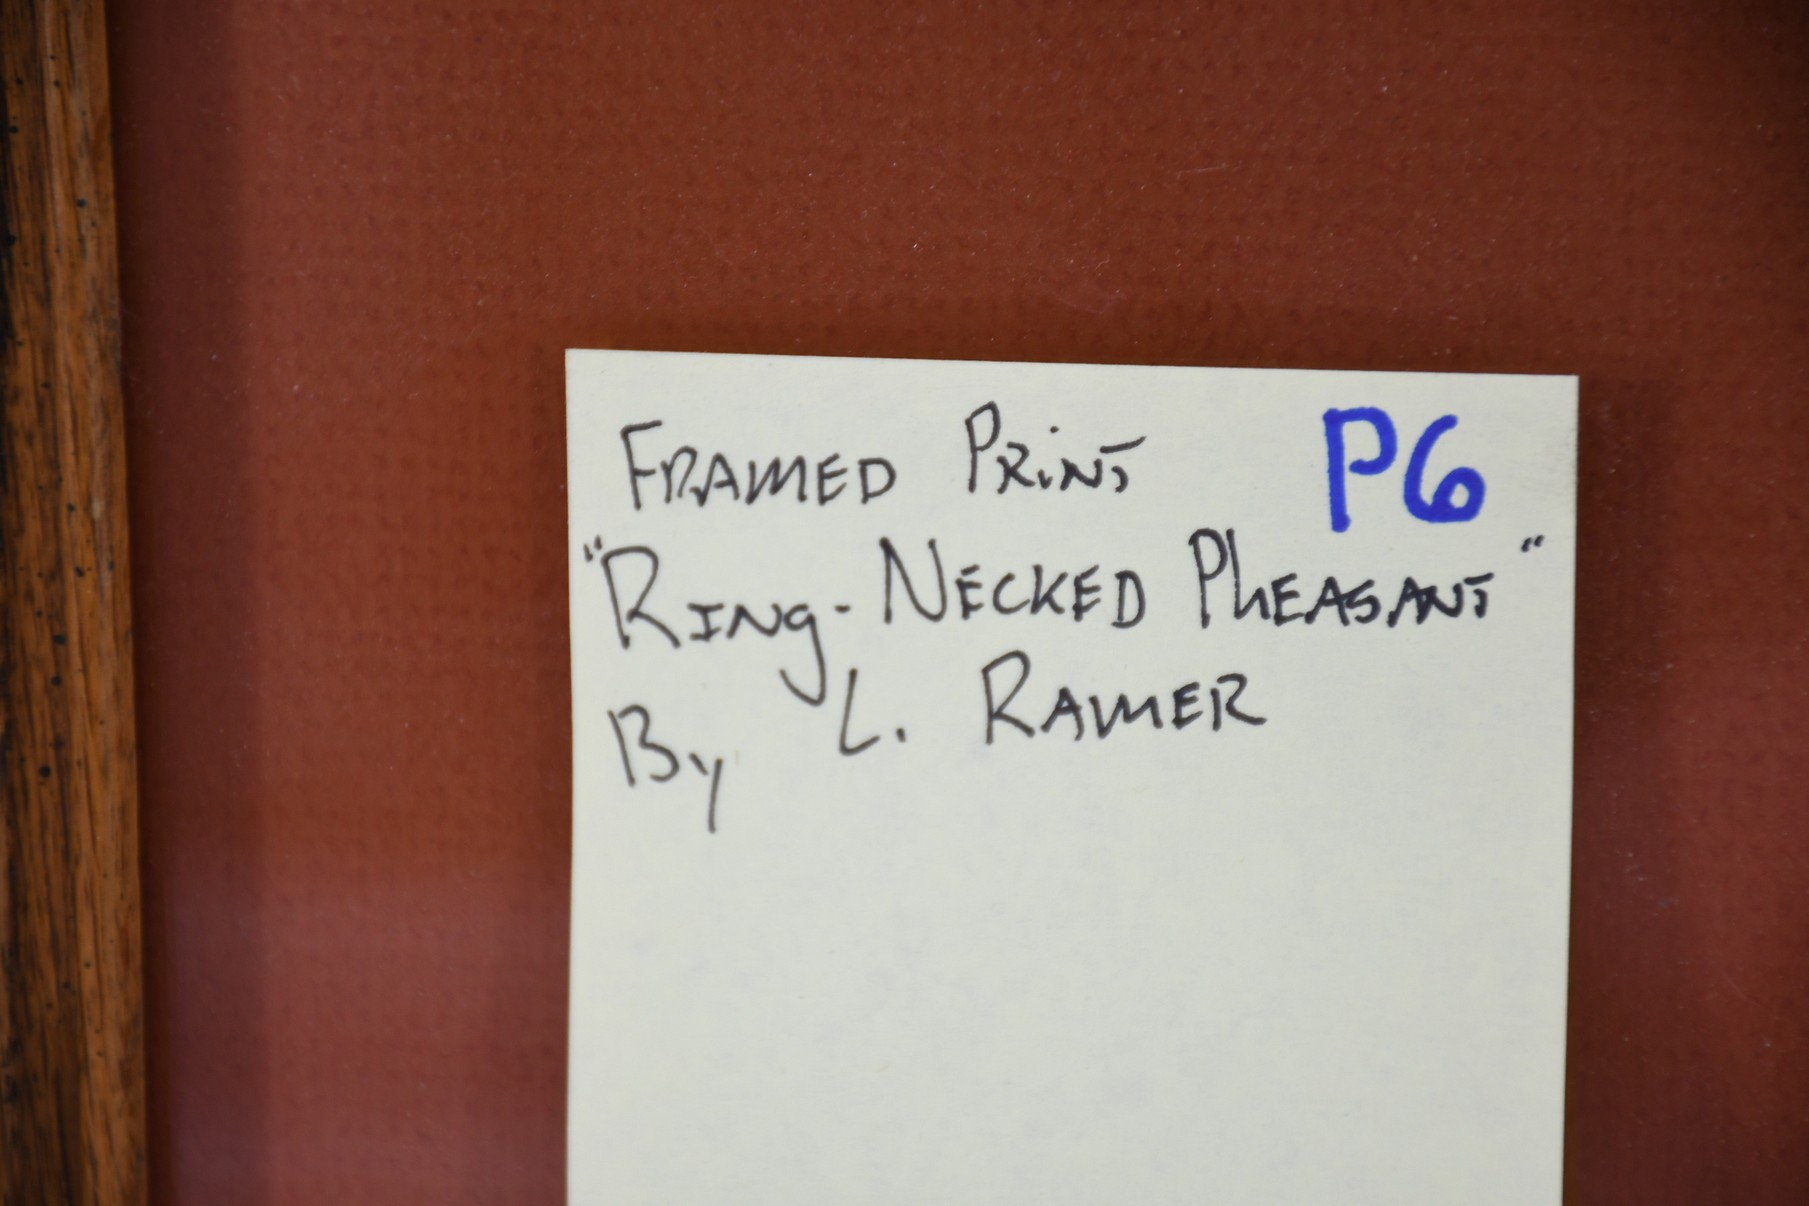 FRAMED PRINT P6
"RING-NECKED PHEASANT"
By L. RAMER